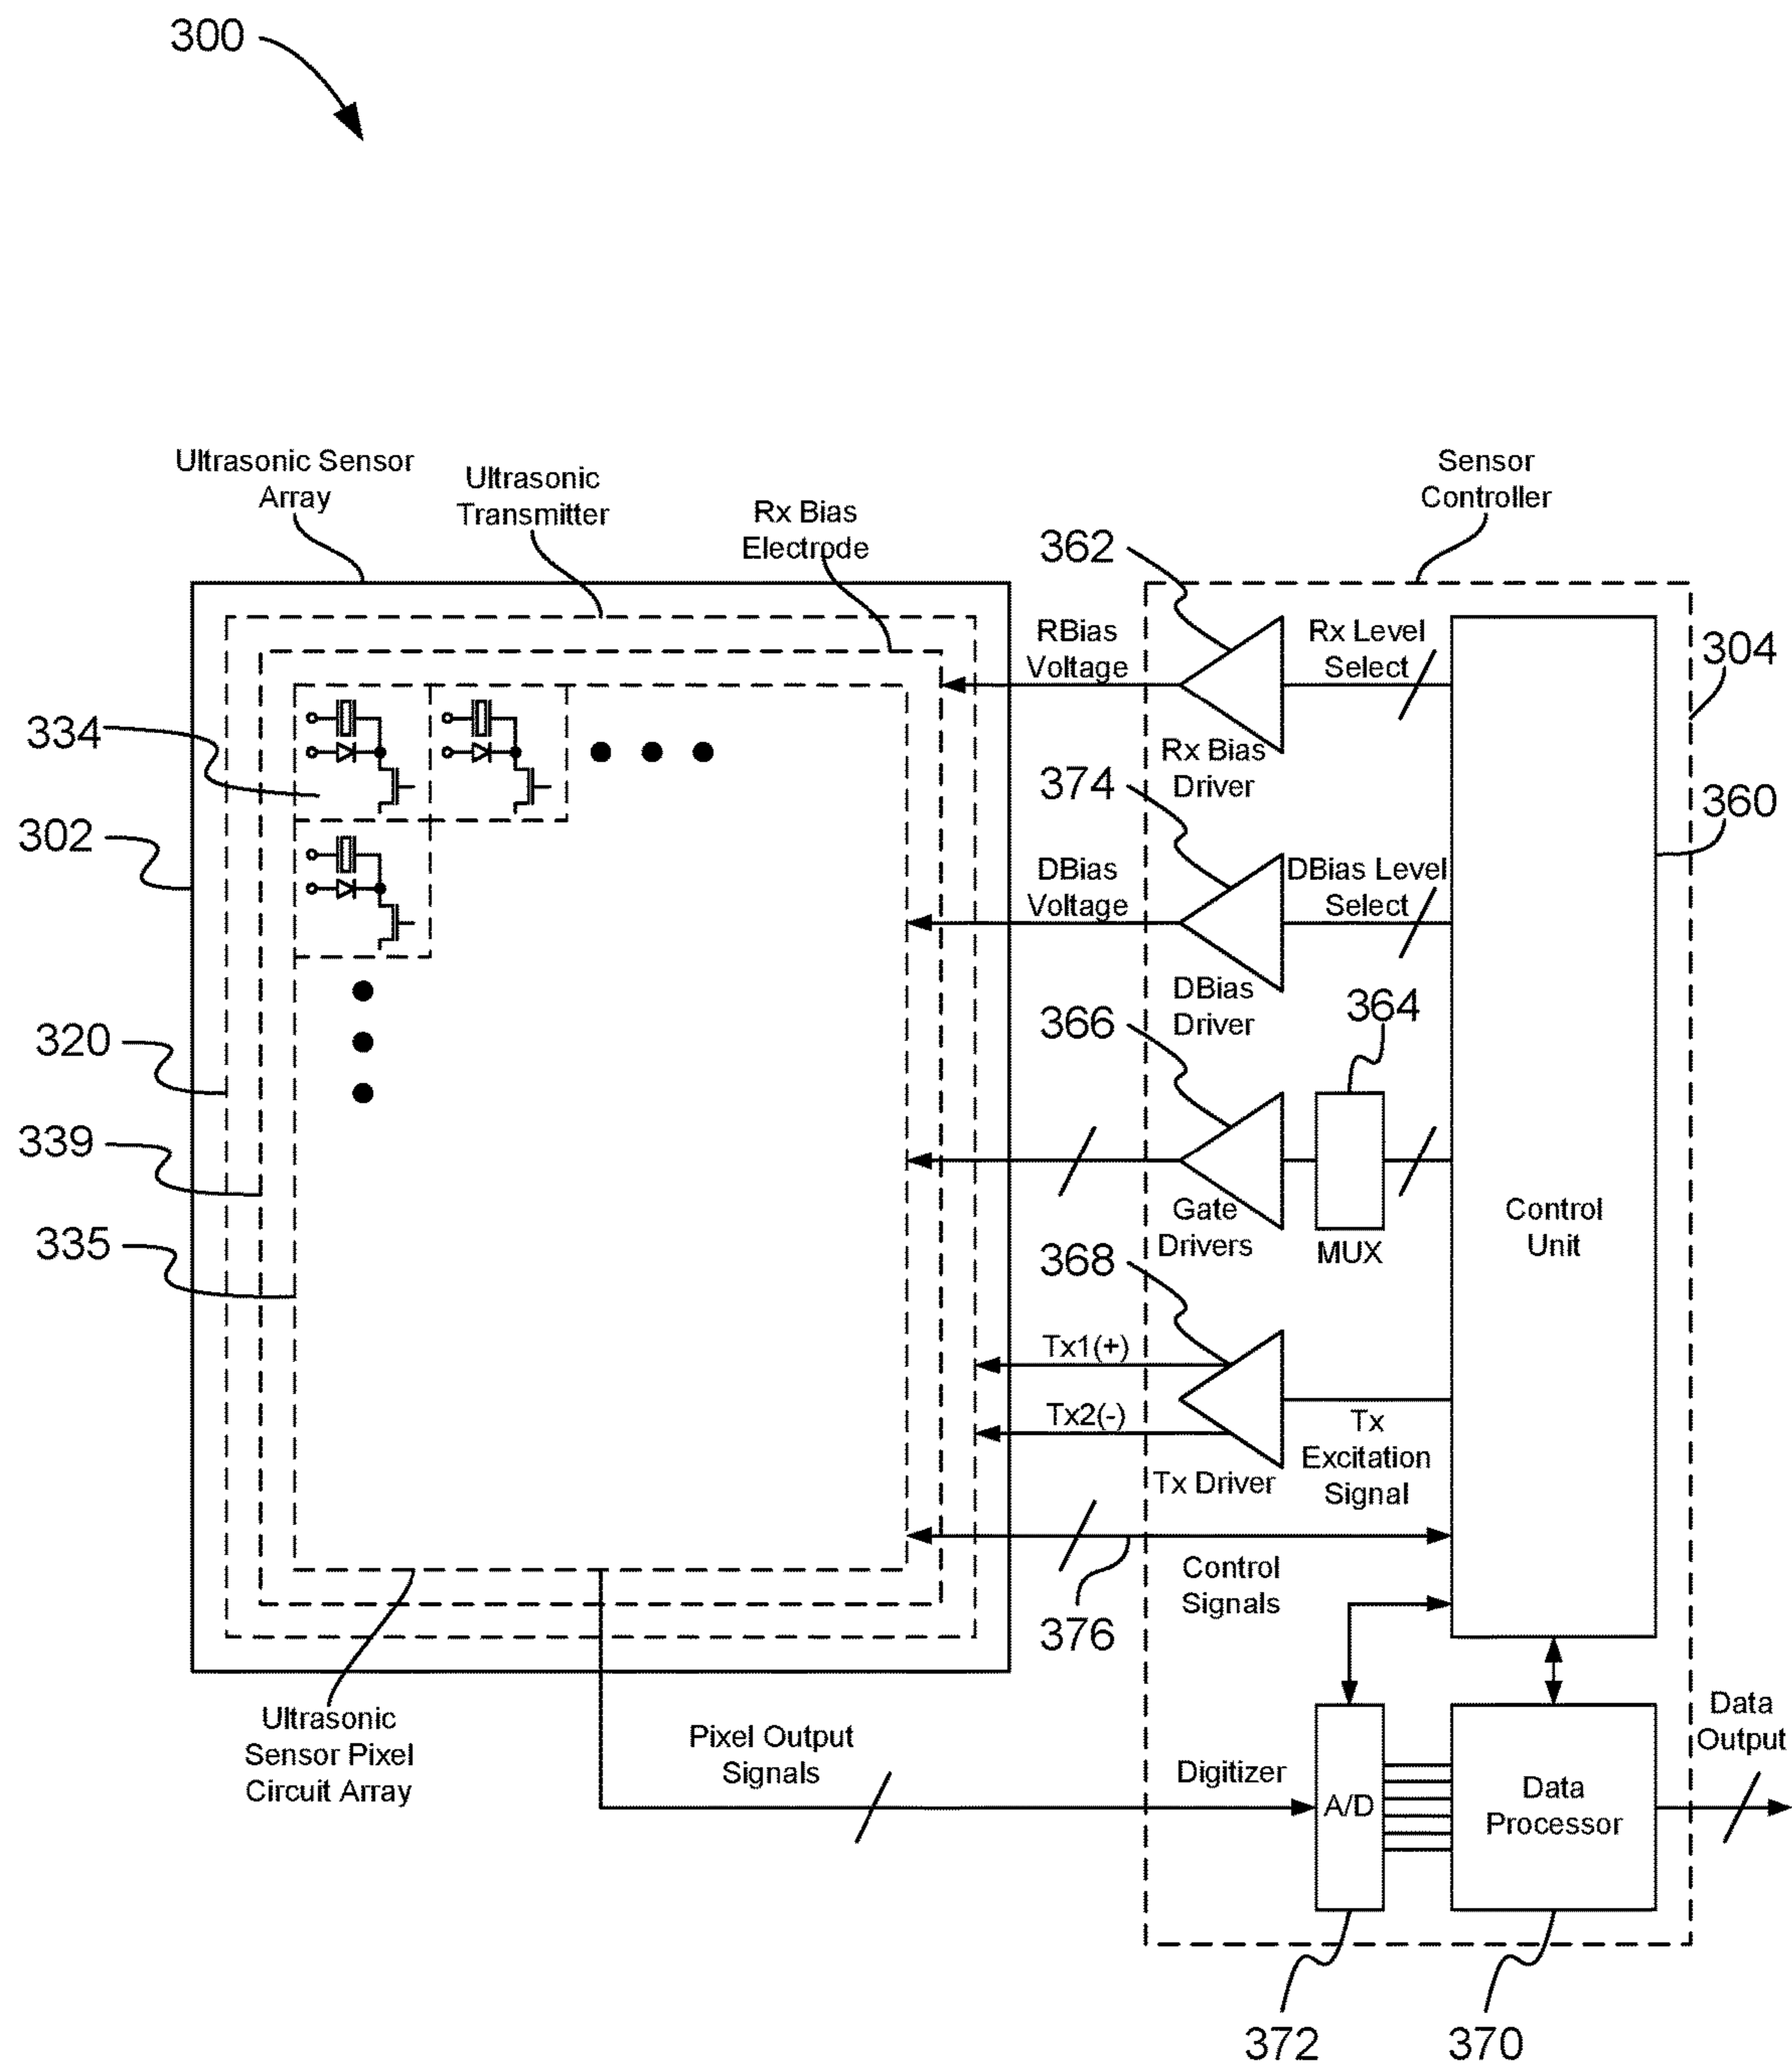 300
Ultrasonic Sensor
Array
Ultrasonic
Transmitter
Rx Bias
Electrode
Sensor
Controller
362
RBias
Voltage
Rx Level
Select
304
334
Rx Bias
Driver
374
360
302
DBias
Voltage
DBias Level
Select
DBias
Driver
366
364
320
339
Gate
Drivers
MUX
Control
Unit
335
368
Tx1(+)
Tx2(-)
Tx
Excitation
Signal
Tx Driver
Control
Signals
376
Ultrasonic
Sensor Pixel
Circuit Array
Pixel Output
Signals
Digitizer
A/D
Data
Processor
Data
Output
372
370